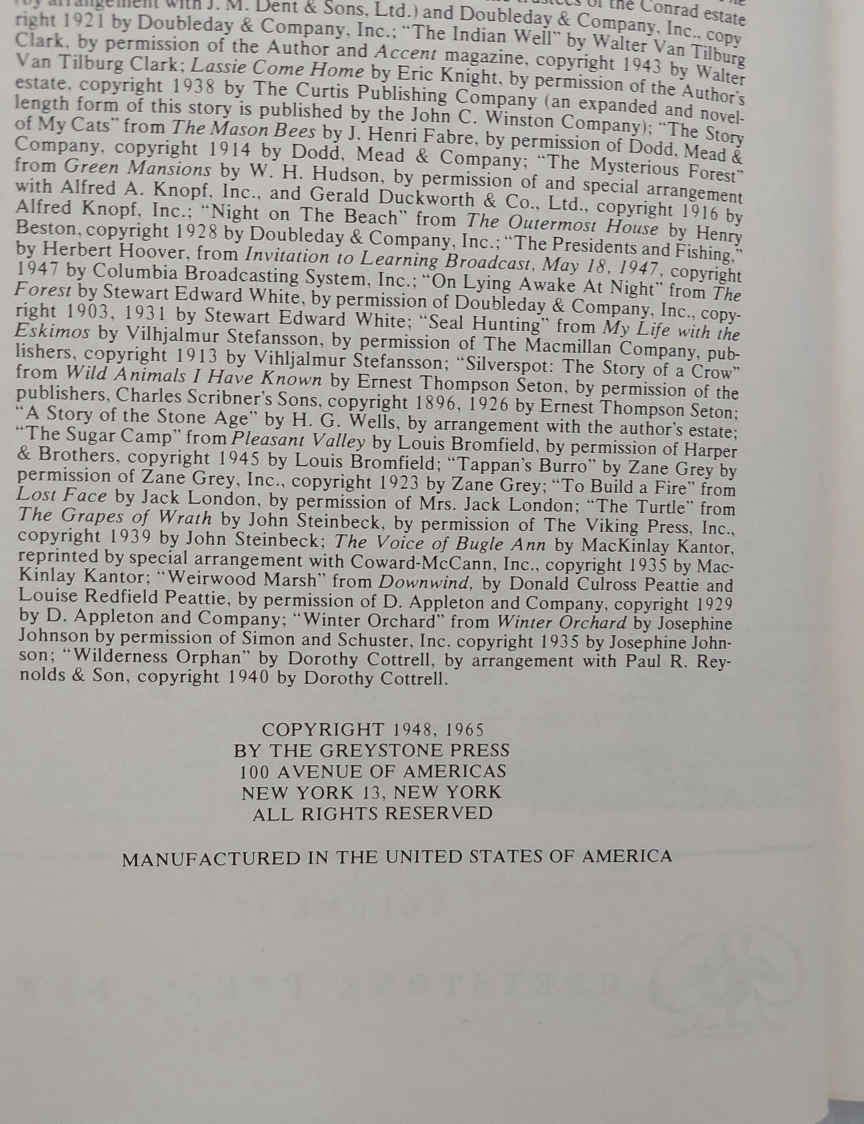 (by arrangement with J. M. Dent & Sons, Ltd.) and Doubleday & Company, Inc., copy
right 1921 by Doubleday & Company, Inc.; “The Indian Well” by Walter Van Tilburg
Clark, by permission of the Author and Accent magazine, copyright 1943 by Walter
Van Tilburg Clark; Lassie Come Home by Eric Knight, by permission of the Author's
estate, copyright 1938 by The Curtis Publishing Company (an expanded and novel-
length form of this story is published by the John C. Winston Company); “The Story
of My Cats” from The Mason Bees by J. Henri Fabre, by permission of Dodd, Mead &
Company, copyright 1914 by Dodd, Mead & Company; “The Mysterious Forest”
from Green Mansions by W. H. Hudson, by permission of and special arrangement
with Alfred A. Knopf, Inc., and Gerald Duckworth & Co., Ltd., copyright 1916 by
Alfred Knopf, Inc.; “Night on The Beach” from The Outermost House by Henry
Beston, copyright 1928 by Doubleday & Company, Inc.; “The Presidents and Fishing,”
by Herbert Hoover, from Invitation to Learning Broadcast, May 18, 1947, copyright
1947 by Columbia Broadcasting System, Inc.; “On Lying Awake At Night” from The
Forest by Stewart Edward White, by permission of Doubleday & Company, Inc., copy-
right 1903, 1931 by Stewart Edward White; “Seal Hunting” from My Life with the
Eskimos by Vilhjalmur Stefansson, by permission of The Macmillan Company, pub-
lishers, copyright 1913 by Vihljalmur Stefansson; “Silverspot: The Story of a Crow”
from Wild Animals I Have Known by Ernest Thompson Seton, by permission of the
publishers, Charles Scribner's Sons, copyright 1896, 1926 by Ernest Thompson Seton;
“A Story of the Stone Age” by H. G. Wells, by arrangement with the author's estate;
“The Sugar Camp” from Pleasant Valley by Louis Bromfield, by permission of Harper
& Brothers, copyright 1945 by Louis Bromfield; “Tappan's Burro” by Zane Grey by
permission of Zane Grey, Inc., copyright 1923 by Zane Grey; “To Build a Fire” from
Lost Face by Jack London, by permission of Mrs. Jack London; “The Turtle” from
The Grapes of Wrath by John Steinbeck, by permission of The Viking Press, Inc.,
copyright 1939 by John Steinbeck; The Voice of Bugle Ann by MacKinlay Kantor,
reprinted by special arrangement with Coward-McCann, Inc., copyright 1935 by Mac-
Kinlay Kantor; “Weirwood Marsh” from Downwind, by Donald Culross Peattie and
Louise Redfield Peattie, by permission of D. Appleton and Company, copyright 1929
by D. Appleton and Company; “Winter Orchard” from Winter Orchard by Josephine
Johnson by permission of Simon and Schuster, Inc. copyright 1935 by Josephine John-
son; “Wilderness Orphan” by Dorothy Cottrell, by arrangement with Paul R. Rey-
nolds & Son, copyright 1940 by Dorothy Cottrell.
COPYRIGHT 1948, 1965
BY THE GREYSTONE PRESS
100 AVENUE OF AMERICAS
NEW YORK 13, NEW YORK
ALL RIGHTS RESERVED
MANUFACTURED IN THE UNITED STATES OF AMERICA